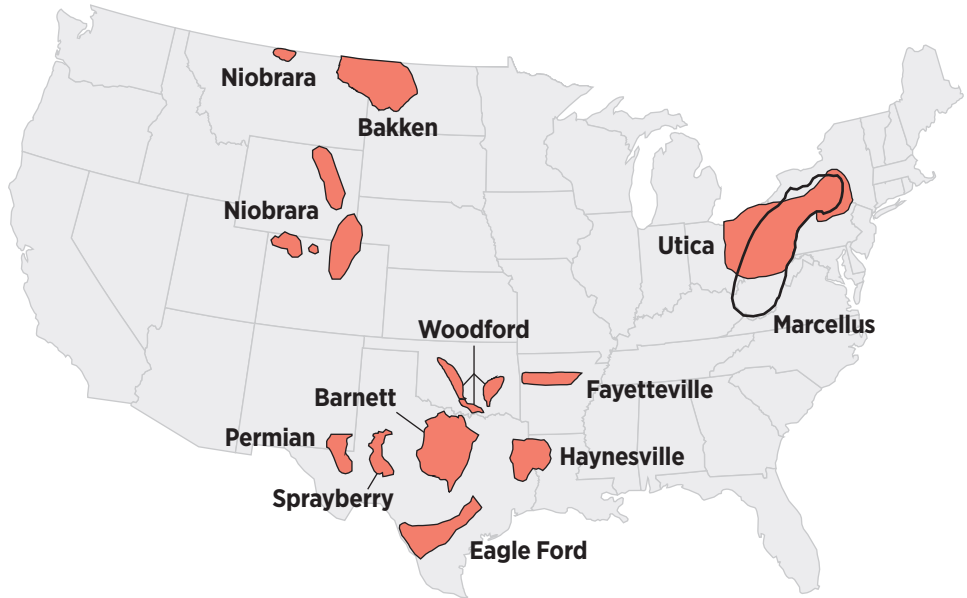 Niobrara
Bakken
Niobrara
Utica
Marcellus
Woodford
Fayetteville
Barnett
Permian
Haynesville
Sprayberry
Eagle Ford